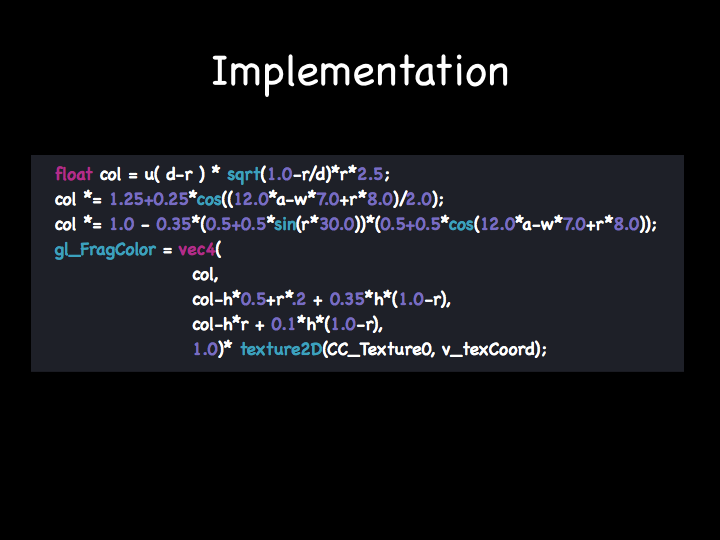 Implementation
float col = u( d-r ) * sqrt(1.0-r/d)*r*2.5;
col *= 1.25+0.25*cos((12.0*a-w*7.0+r*8.0)/2.0);
col *= 1.0 - 0.35*(0.5+0.5*sin(r*30.0))*(0.5+0.5*cos(12.0*a-w*7.0+r*8.0));
gl_FragColor = vec4(
col,
col-h*0.5+r*.2 + 0.35*h*(1.0-r),
col-h*r + 0.1*h*(1.0-r),
1.0)* texture2D(CC_Texture0, v_texCoord);